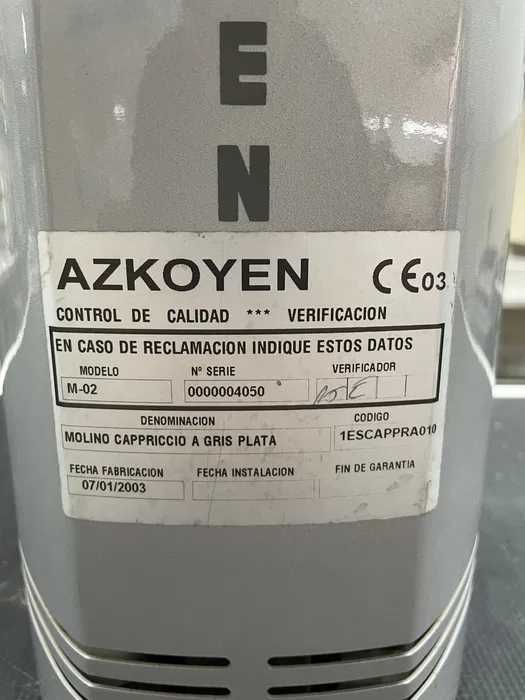 E
N
AZKOYEN CE03
CONTROL DE CALIDAD *** VERIFICACION
EN CASO DE RECLAMACION INDIQUE ESTOS DATOS
MODELO Nº SERIE VERIFICADOR
M-02 0000004050
DENOMINACION CODIGO
MOLINO CAPPRICCIO A GRIS PLATA 1ESCAPPRA010
FECHA FABRICACION FECHA INSTALACION FIN DE GARANTIA
07/01/2003